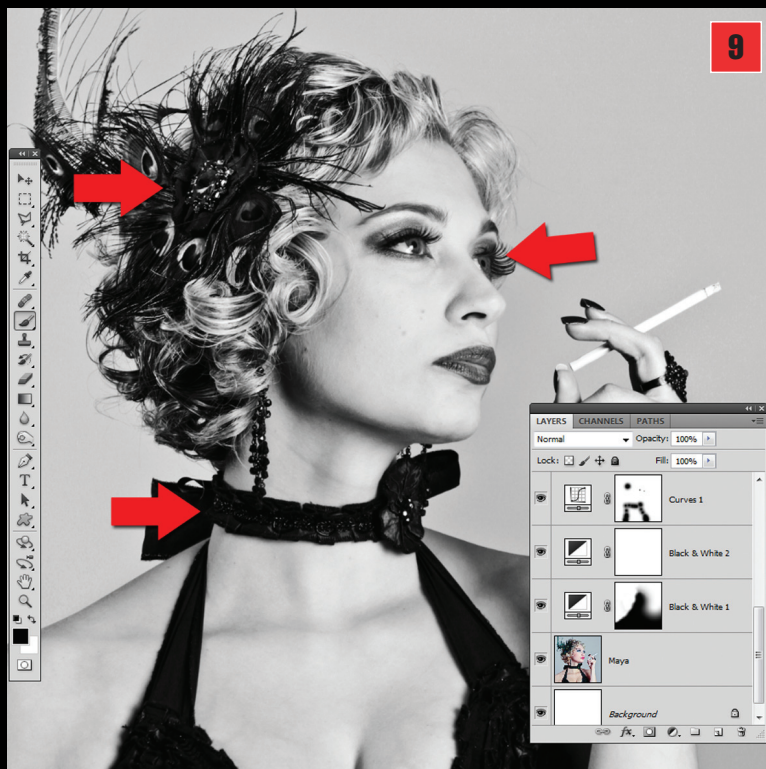 9
LAYERS CHANNELS PATHS
Normal Opacity: 100%
Lock: Fill: 100%
Curves 1
Black & White 2
Black & White 1
Maya
Background
T
fx